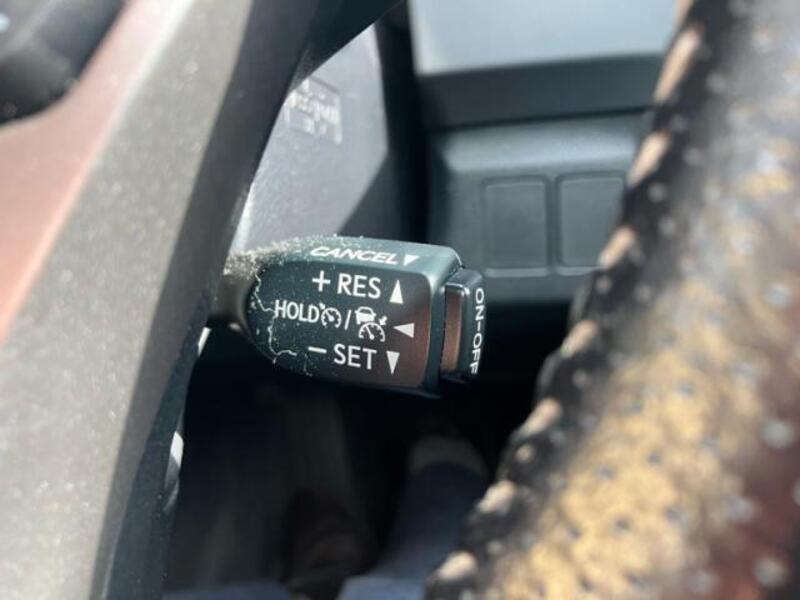 CANCEL▼
+ RES ▲
HOLD / ◀
− SET ▼
ON-OFF